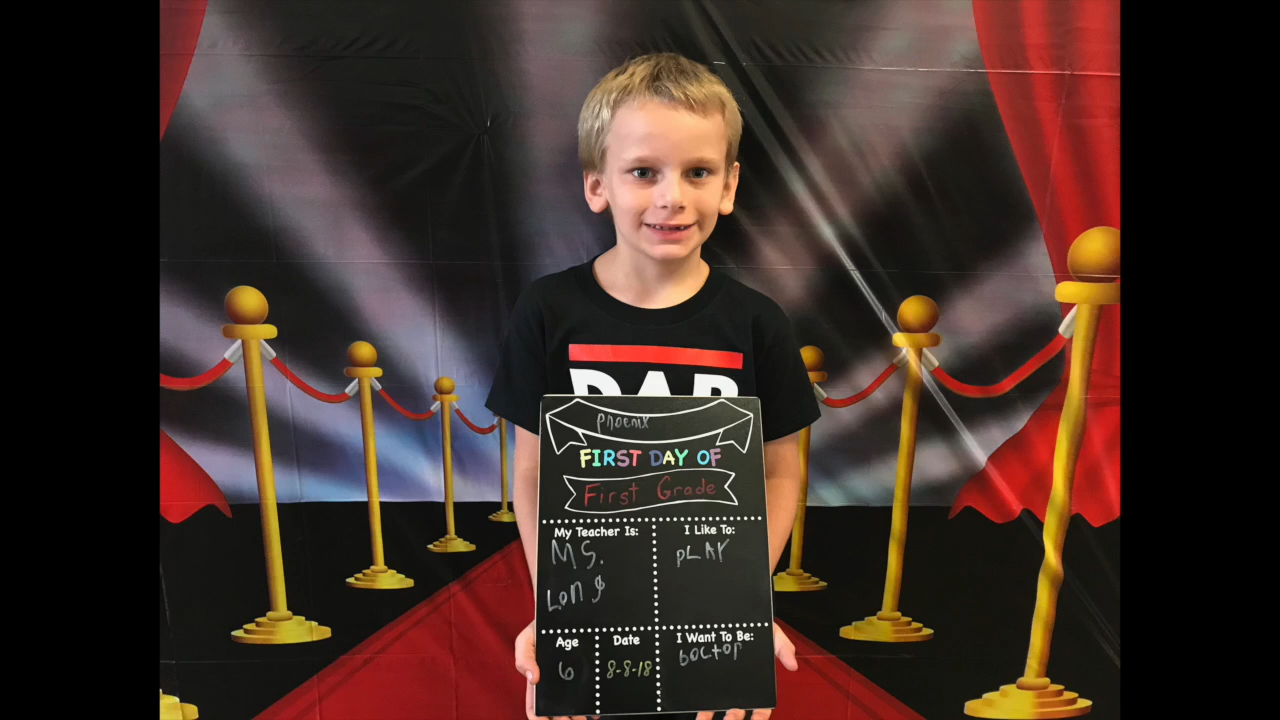 DAB
Phoenix
FIRST DAY OF
First Grade
My Teacher Is:
MS.
Long
I Like To:
pLAY
Age
6
Date
8-8-18
I Want To Be:
Doctor